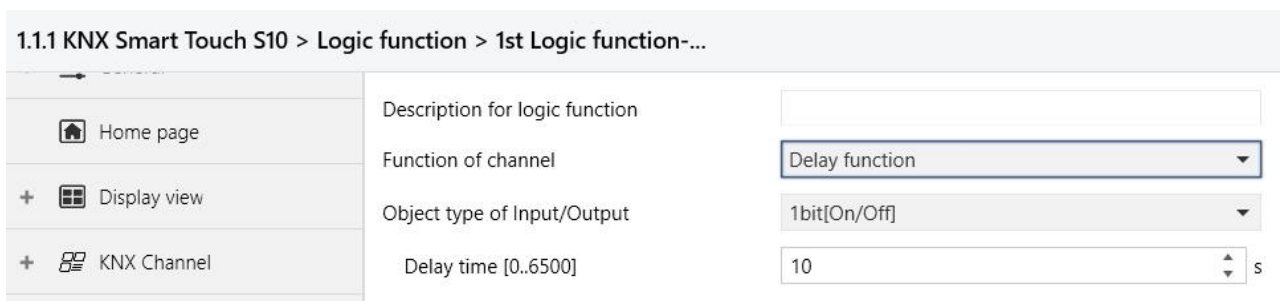 1.1.1 KNX Smart Touch S10 > Logic function > 1st Logic function-...
Home page
Display view
KNX Channel
Description for logic function
Function of channel
Delay function
Object type of Input/Output
1bit[On/Off]
Delay time [0..6500]
10
s